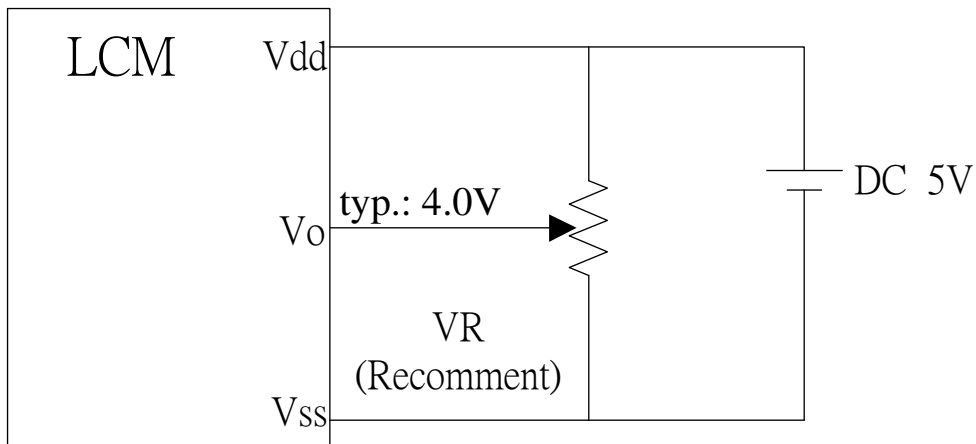 LCM
Vdd
typ.: 4.0V
Vo
DC 5V
VR
(Recomment)
Vss